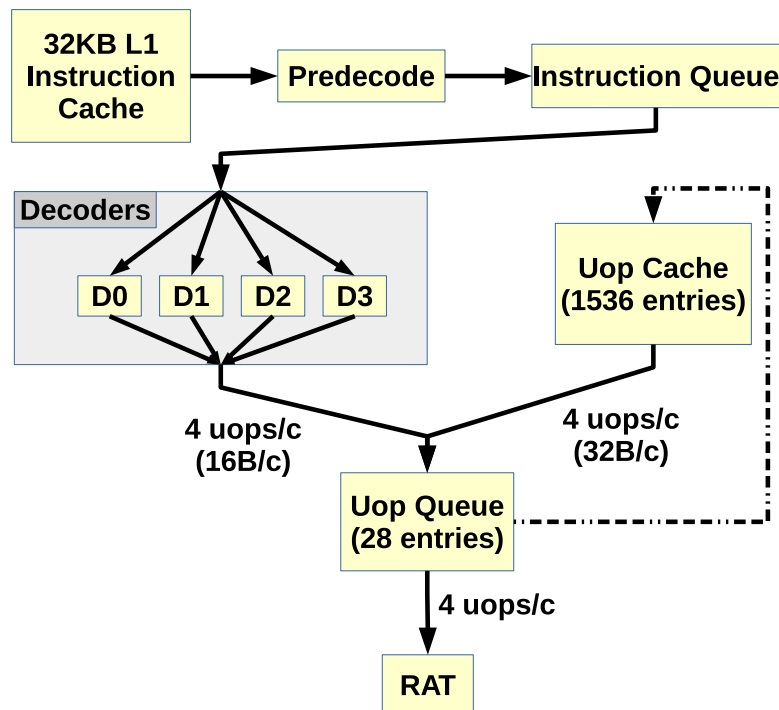 32KB L1
Instruction
Cache
Predecode
Instruction Queue
Decoders
D0
D1
D2
D3
Uop Cache
(1536 entries)
4 uops/c
(16B/c)
4 uops/c
(32B/c)
Uop Queue
(28 entries)
4 uops/c
RAT